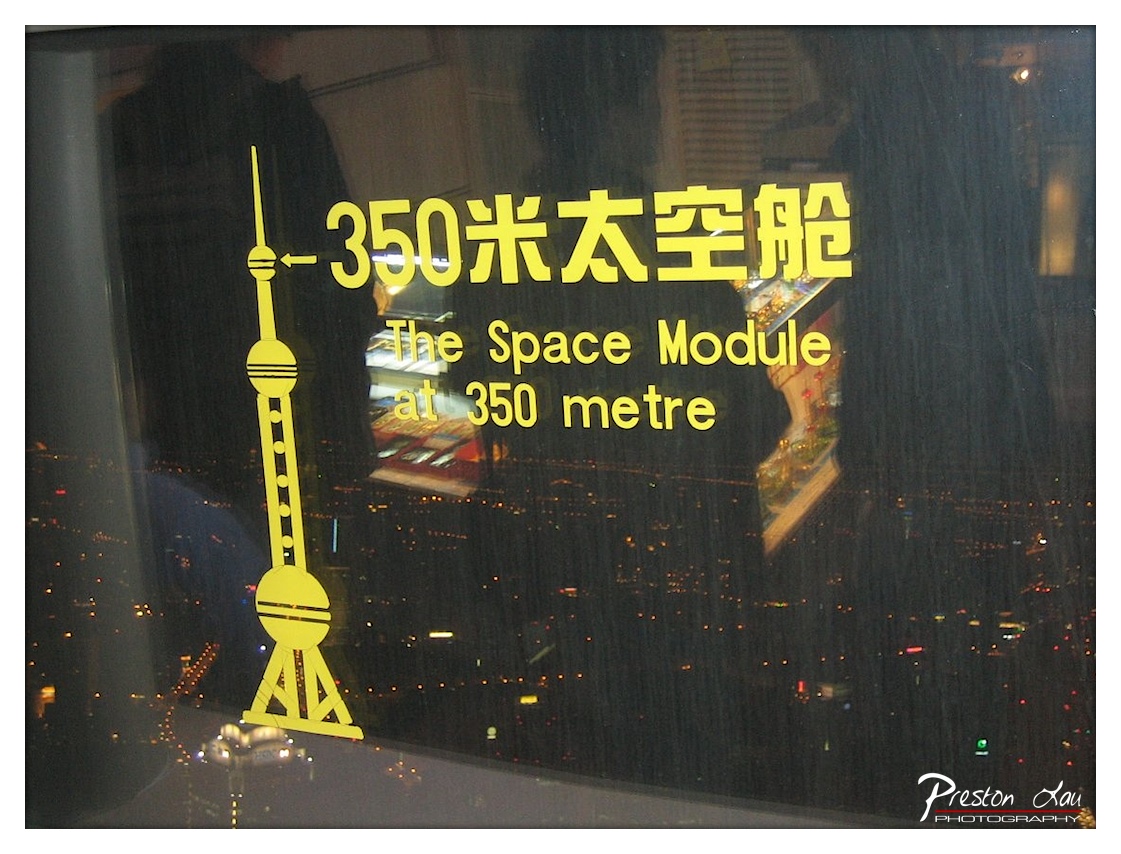 350米太空舱
The Space Module
at 350 metre
Preston Lau
PHOTOGRAPHY